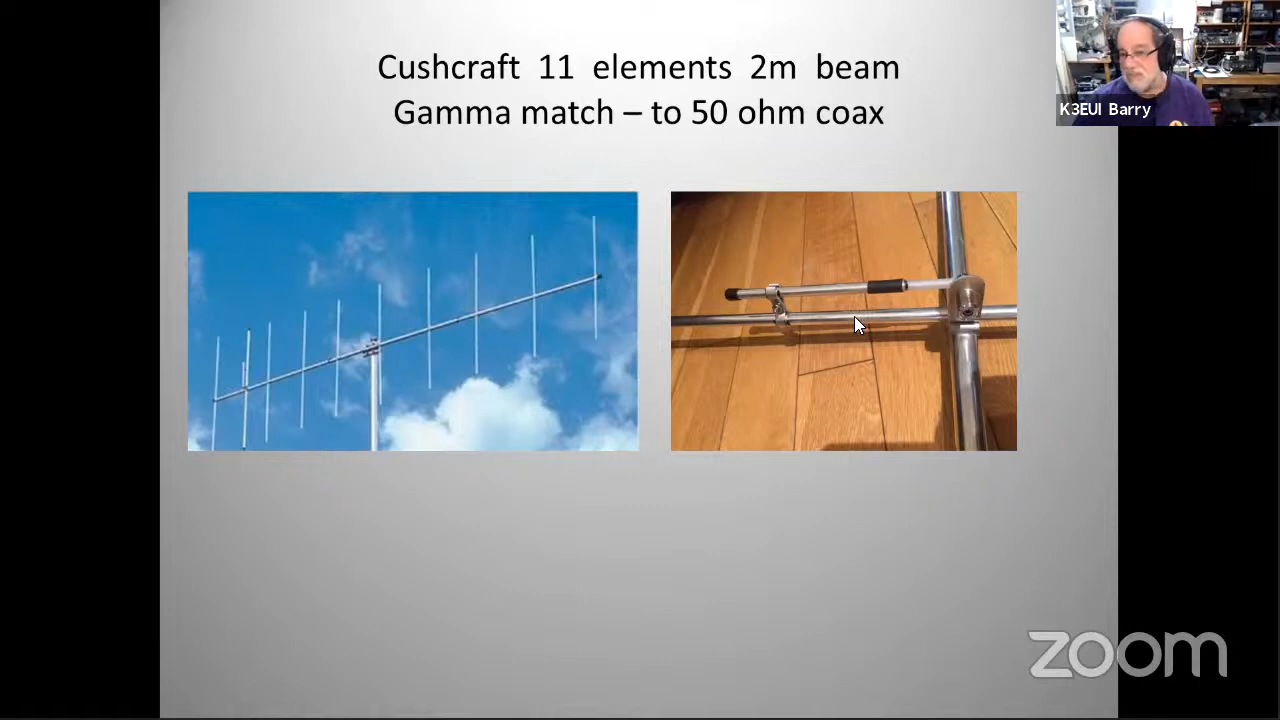 Cushcraft 11 elements 2m beam
Gamma match – to 50 ohm coax
K3EUI Barry
zoom